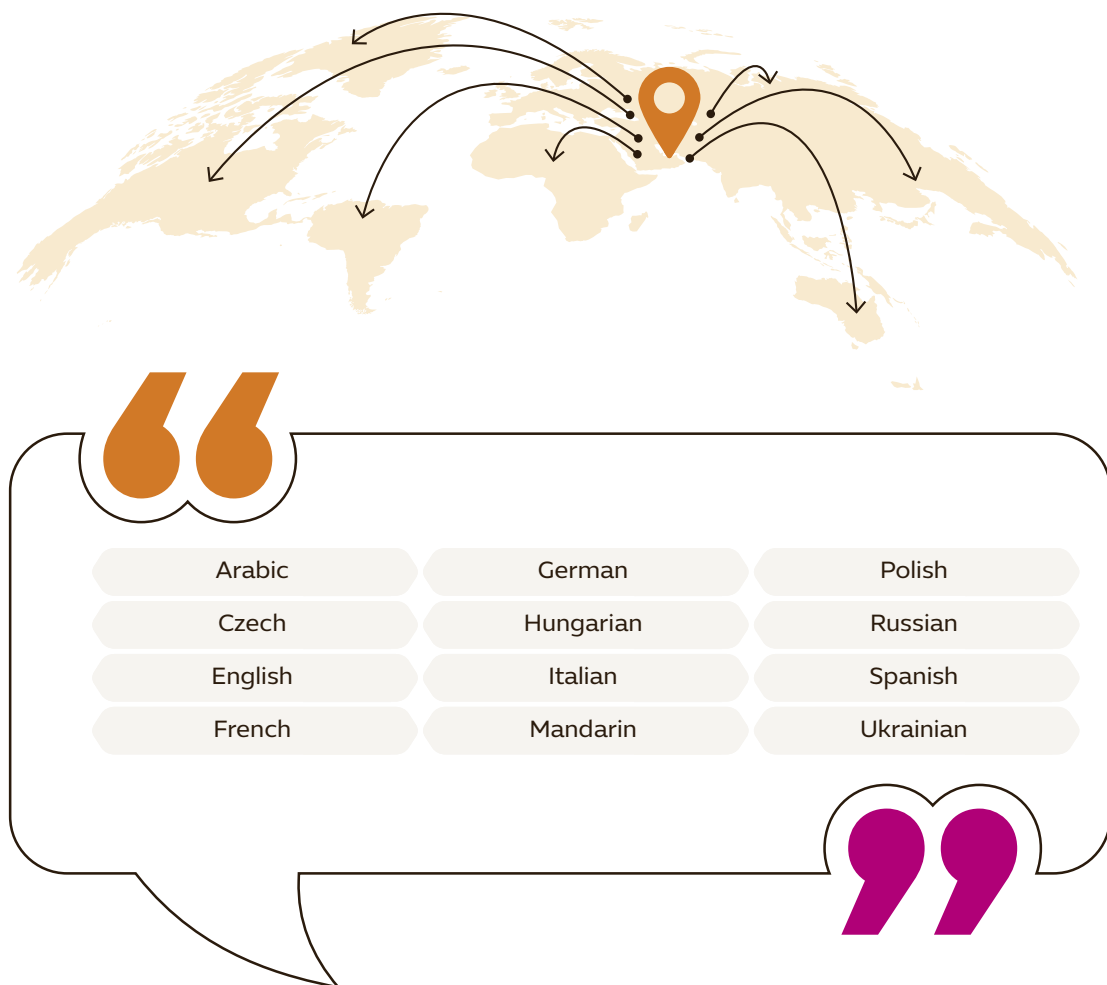 Arabic
German
Polish
Czech
Hungarian
Russian
English
Italian
Spanish
French
Mandarin
Ukrainian